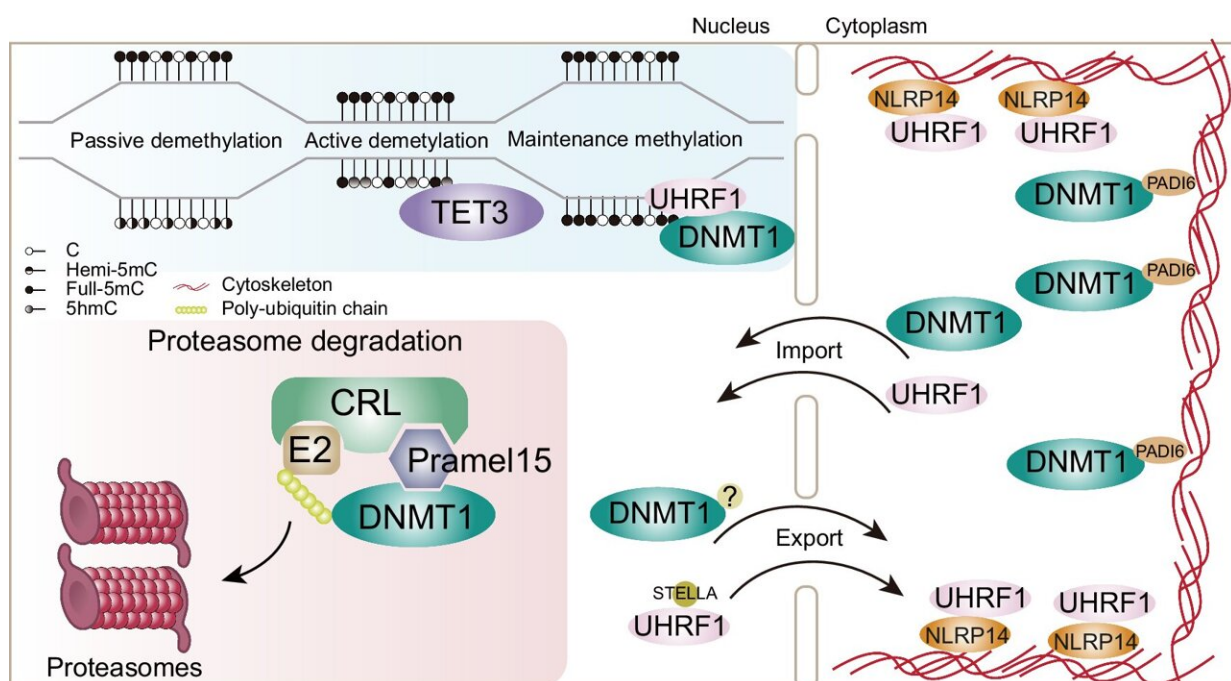 Nucleus
Cytoplasm
Passive demethylation
Active demetylation
Maintenance methylation
TET3
UHRF1
DNMT1
C
Hemi-5mC
Full-5mC
5hmC
Cytoskeleton
Poly-ubiquitin chain
Proteasome degradation
CRL
E2
Pramel15
DNMT1
Proteasomes
NLRP14
UHRF1
NLRP14
UHRF1
DNMT1
PADI6
DNMT1
PADI6
DNMT1
Import
UHRF1
DNMT1
PADI6
DNMT1
?
Export
STELLA
UHRF1
UHRF1
NLRP14
UHRF1
NLRP14